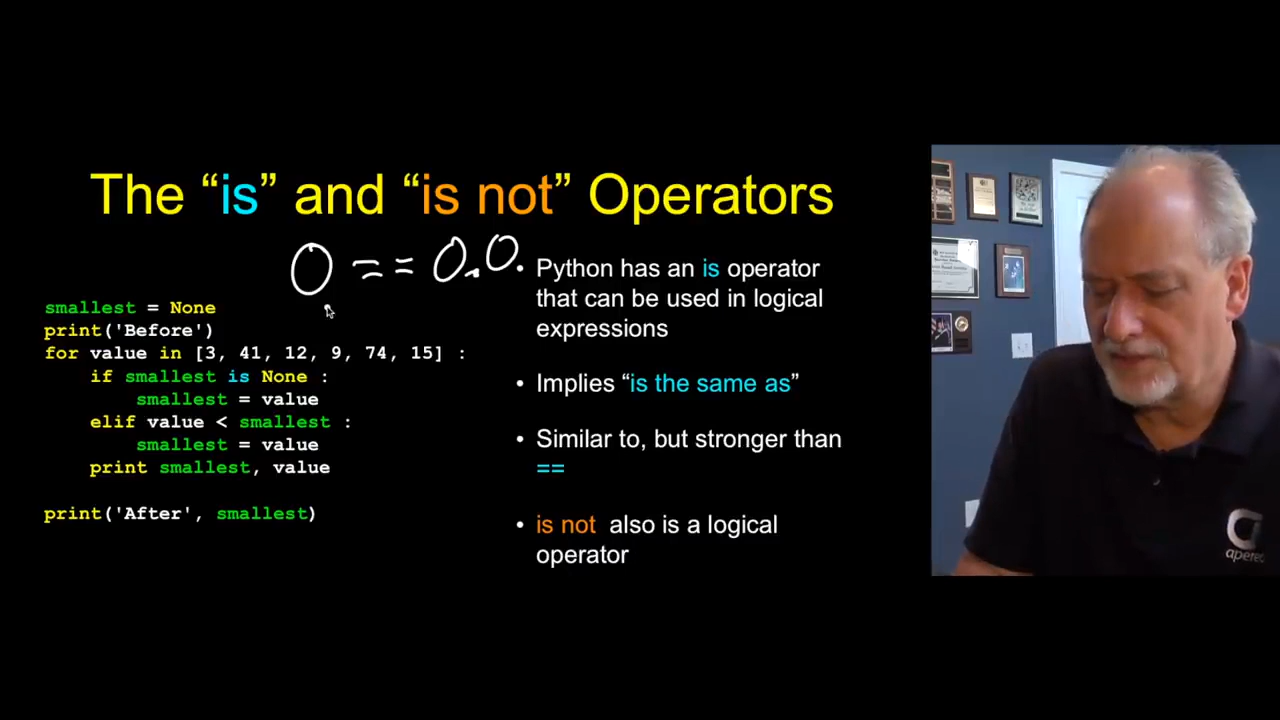 The “is” and “is not” Operators
0 == 0.0
smallest = None
print('Before')
for value in [3, 41, 12, 9, 74, 15] :
    if smallest is None :
        smallest = value
    elif value < smallest :
        smallest = value
    print smallest, value
print('After', smallest)
• Python has an is operator
that can be used in logical
expressions
• Implies “is the same as”
• Similar to, but stronger than
==
• is not also is a logical
operator
apereo